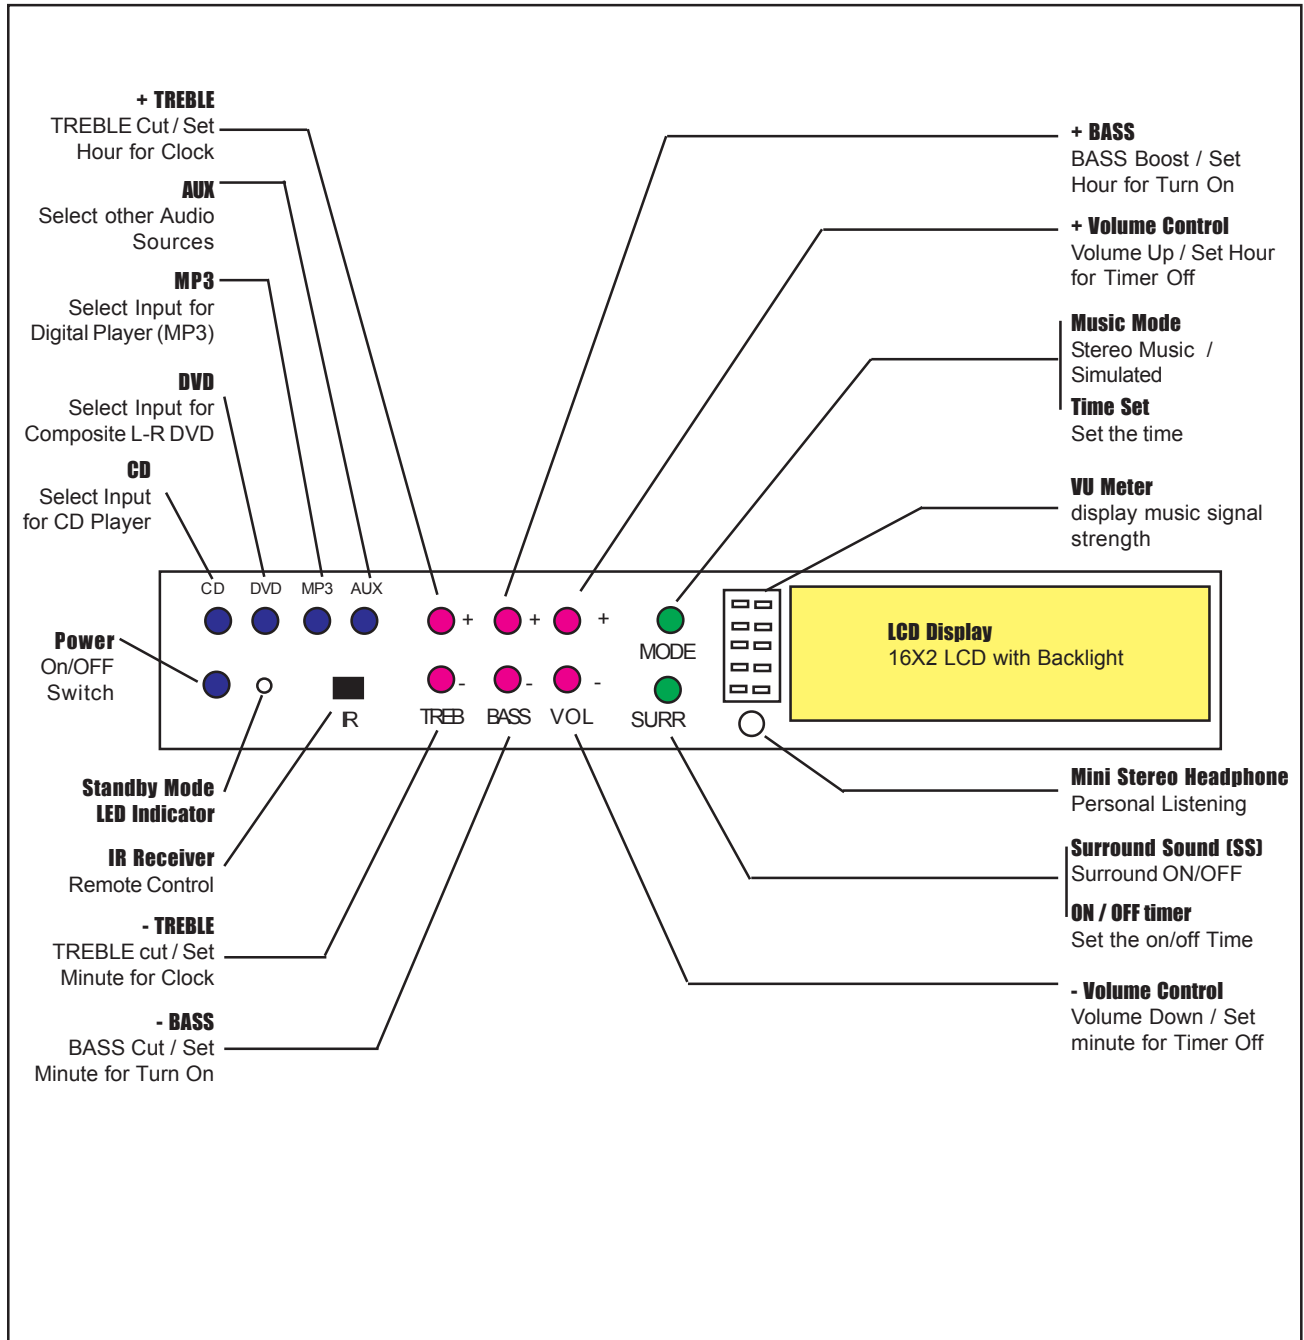 + TREBLE
TREBLE Cut / Set
Hour for Clock
AUX
Select other Audio
Sources
MP3
Select Input for
Digital Player (MP3)
DVD
Select Input for
Composite L-R DVD
CD
Select Input
for CD Player
Power
On/OFF
Switch
Standby Mode
LED Indicator
IR Receiver
Remote Control
- TREBLE
TREBLE cut / Set
Minute for Clock
- BASS
BASS Cut / Set
Minute for Turn On
CD DVD MP3 AUX
+ + +
MODE
- - -
IR TREB BASS VOL SURR
LCD Display
16X2 LCD with Backlight
+ BASS
BASS Boost / Set
Hour for Turn On
+ Volume Control
Volume Up / Set Hour
for Timer Off
Music Mode
Stereo Music /
Simulated
Time Set
Set the time
VU Meter
display music signal
strength
Mini Stereo Headphone
Personal Listening
Surround Sound (SS)
Surround ON/OFF
ON / OFF timer
Set the on/off Time
- Volume Control
Volume Down / Set
minute for Timer Off